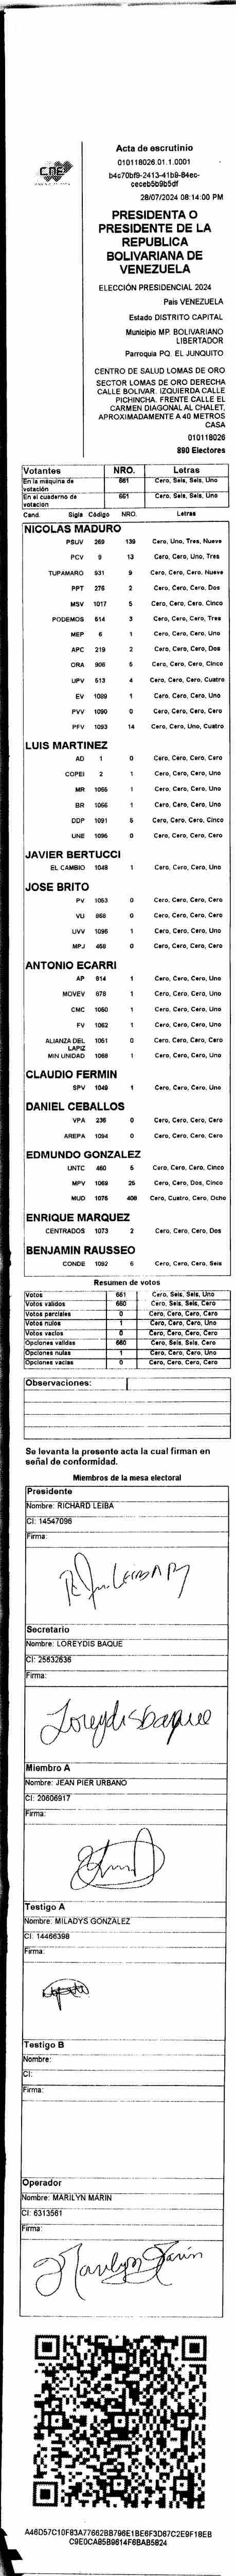 CNE
Acta de escrutinio
010118026.01.1.0001
b4c70bf9-2413-41b9-84ec-
ceceb5b9b5df
28/07/2024 08:14:00 PM
PRESIDENTA O
PRESIDENTE DE LA
REPUBLICA
BOLIVARIANA DE
VENEZUELA
ELECCIÓN PRESIDENCIAL 2024
Pais VENEZUELA
Estado DISTRITO CAPITAL
Municipio MP. BOLIVARIANO
LIBERTADOR
Parroquia PQ. EL JUNQUITO
CENTRO DE SALUD LOMAS DE ORO
SECTOR LOMAS DE ORO DERECHA
CALLE BOLIVAR. IZQUIERDA CALLE
PICHINCHA. FRENTE CALLE EL
CARMEN DIAGONAL AL CHALET,
APROXIMADAMENTE A 40 METROS
CASA
010118026
890 Electores
Votantes NRO. Letras
En la máquina de votación 661 Cero, Seis, Seis, Uno
En el cuaderno de votación 661 Cero, Seis, Seis, Uno
Cand. Sigla Código NRO. Letras
NICOLAS MADURO
PSUV 269 139 Cero, Uno, Tres, Nueve
PCV 9 13 Cero, Cero, Uno, Tres
TUPAMARO 931 9 Cero, Cero, Cero, Nueve
PPT 276 2 Cero, Cero, Cero, Dos
MSV 1017 5 Cero, Cero, Cero, Cinco
PODEMOS 614 3 Cero, Cero, Cero, Tres
MEP 6 1 Cero, Cero, Cero, Uno
APC 219 2 Cero, Cero, Cero, Dos
ORA 906 5 Cero, Cero, Cero, Cinco
UPV 513 4 Cero, Cero, Cero, Cuatro
EV 1089 1 Cero, Cero, Cero, Uno
PVV 1090 0 Cero, Cero, Cero, Cero
PFV 1093 14 Cero, Cero, Uno, Cuatro
LUIS MARTINEZ
AD 1 0 Cero, Cero, Cero, Cero
COPEI 2 1 Cero, Cero, Cero, Uno
MR 1065 1 Cero, Cero, Cero, Uno
BR 1066 1 Cero, Cero, Cero, Uno
DDP 1091 5 Cero, Cero, Cero, Cinco
UNE 1096 0 Cero, Cero, Cero, Cero
JAVIER BERTUCCI
EL CAMBIO 1048 1 Cero, Cero, Cero, Uno
JOSE BRITO
PV 1053 0 Cero, Cero, Cero, Cero
VU 868 0 Cero, Cero, Cero, Cero
UVV 1096 1 Cero, Cero, Cero, Uno
MPJ 468 0 Cero, Cero, Cero, Cero
ANTONIO ECARRI
AP 814 1 Cero, Cero, Cero, Uno
MOVEV 878 1 Cero, Cero, Cero, Uno
CMC 1050 1 Cero, Cero, Cero, Uno
FV 1062 1 Cero, Cero, Cero, Uno
ALIANZA DEL LAPIZ 1061 0 Cero, Cero, Cero, Cero
MIN UNIDAD 1068 1 Cero, Cero, Cero, Uno
CLAUDIO FERMIN
SPV 1049 1 Cero, Cero, Cero, Uno
DANIEL CEBALLOS
VPA 236 0 Cero, Cero, Cero, Cero
AREPA 1094 0 Cero, Cero, Cero, Cero
EDMUNDO GONZALEZ
UNTC 460 5 Cero, Cero, Cero, Cinco
MPV 1069 25 Cero, Cero, Dos, Cinco
MUD 1076 408 Cero, Cuatro, Cero, Ocho
ENRIQUE MARQUEZ
CENTRADOS 1073 2 Cero, Cero, Cero, Dos
BENJAMIN RAUSSEO
CONDE 1092 6 Cero, Cero, Cero, Seis
Resumen de votos
Votos 661 Cero, Seis, Seis, Uno
Votos validos 660 Cero, Seis, Seis, Cero
Votos parciales 0 Cero, Cero, Cero, Cero
Votos nulos 1 Cero, Cero, Cero, Uno
Votos vacios 0 Cero, Cero, Cero, Cero
Opciones validas 660 Cero, Seis, Seis, Cero
Opciones nulas 1 Cero, Cero, Cero, Uno
Opciones vacias 0 Cero, Cero, Cero, Cero
Observaciones:
Se levanta la presente acta la cual firman en
señal de conformidad.
Miembros de la mesa electoral
Presidente
Nombre: RICHARD LEIBA
CI: 14547096
Firma:
Secretario
Nombre: LOREYDIS BAQUE
CI: 25632636
Firma:
Loreydis baque
Miembro A
Nombre: JEAN PIER URBANO
CI: 20606917
Firma:
Testigo A
Nombre: MILADYS GONZALEZ
CI: 14466398
Firma:
Testigo B
Nombre:
CI:
Firma:
Operador
Nombre: MARILYN MARIN
CI: 6313561
Firma:
Marilyn Marin
A46D57C10F83A77662BB796E1BE6F3D67C2E9F18EB
C9E0CA85B9814F6BAB5824